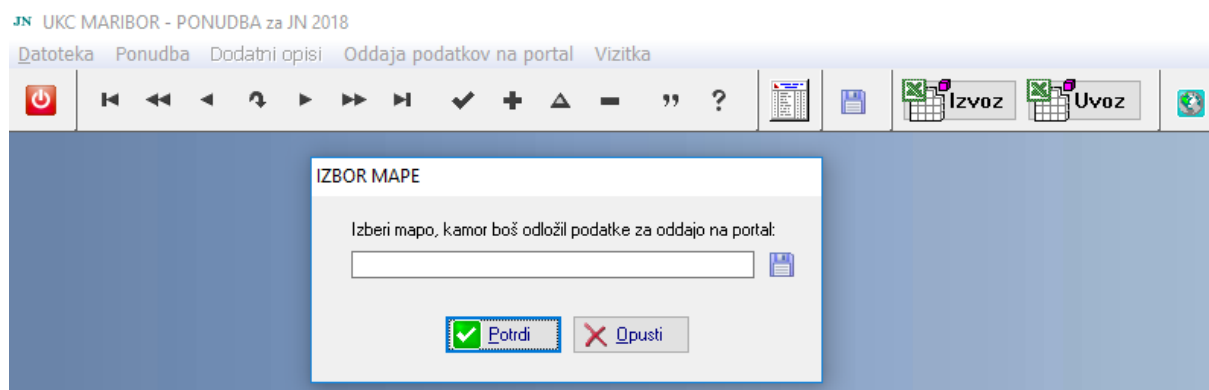 JN UKC MARIBOR - PONUDBA za JN 2018
Datoteka Ponudba Dodatni opisi Oddaja podatkov na portal Vizitka
? Izvoz Uvoz
IZBOR MAPE
Izberi mapo, kamor boš odložil podatke za oddajo na portal:
Potrdi Opusti